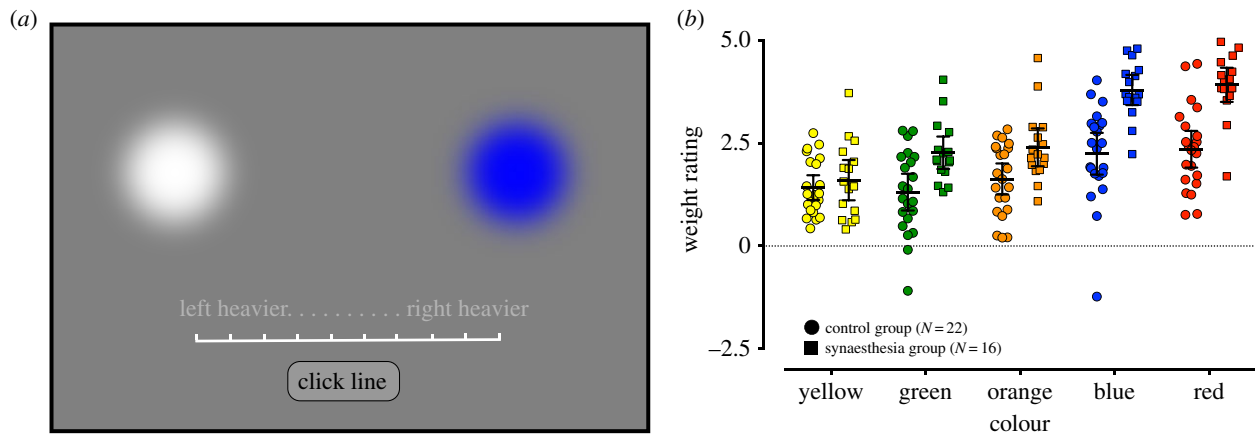 (a)
left heavier. . . . . . . . . . right heavier
click line
(b)
weight rating
5.0
2.5
0
–2.5
control group (N = 22)
synaesthesia group (N = 16)
yellow green orange blue red
colour